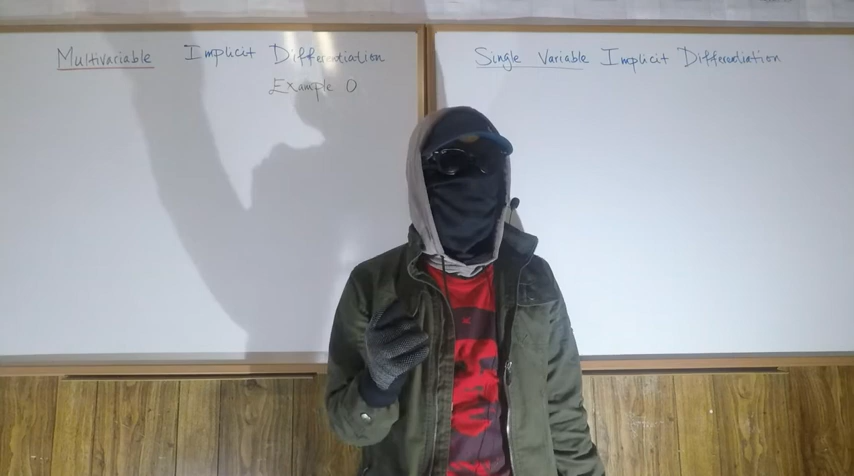 Multivariable Implicit Differentiation
Example 0
Single Variable Implicit Differentiation